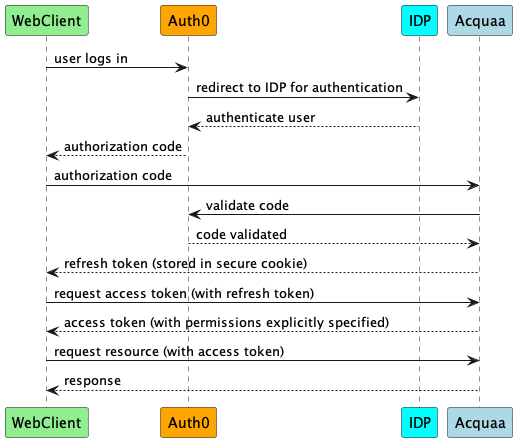 WebClient
Auth0
IDP
Acquaa
user logs in
redirect to IDP for authentication
authenticate user
authorization code
authorization code
validate code
code validated
refresh token (stored in secure cookie)
request access token (with refresh token)
access token (with permissions explicitly specified)
request resource (with access token)
response
WebClient
Auth0
IDP
Acquaa